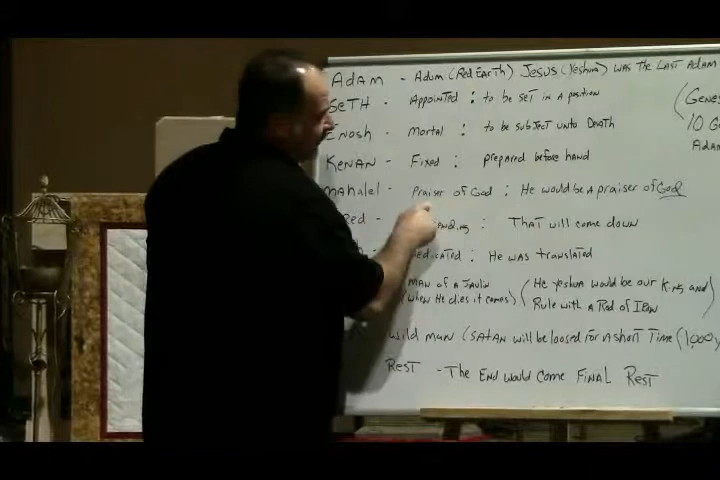 ADAM - Adum (Red Earth) Jesus (Yeshua) was the Last Adam
SeTH - Appointed : to be set in a position
Enosh - Mortal : to be subject unto Death
KENAN - Fixed : prepared before hand
Mahalel - Praiser of God : He would be a praiser of God
Red - nding : That will come down
edicated : He was translated
MAN of a Javlin
(when He dies it comes)
(He Yeshua would be our King and)
Rule with a Rod of Iron
wild man (Satan will be loosed for a short Time (1,000 y
Rest - The End would come Final Rest
(Genes
10 G
Adam